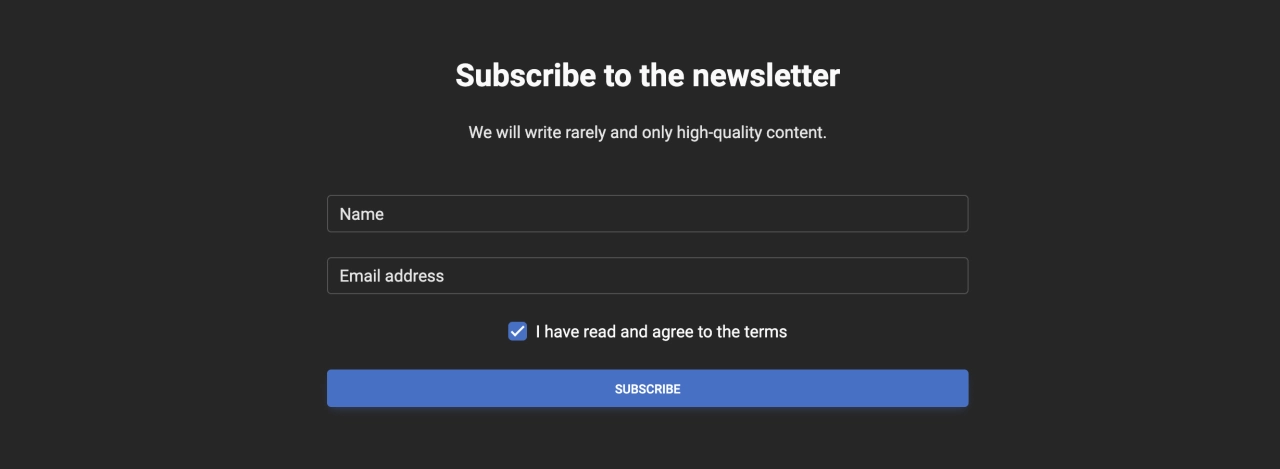 Subscribe to the newsletter
We will write rarely and only high-quality content.
Name
Email address
I have read and agree to the terms
SUBSCRIBE